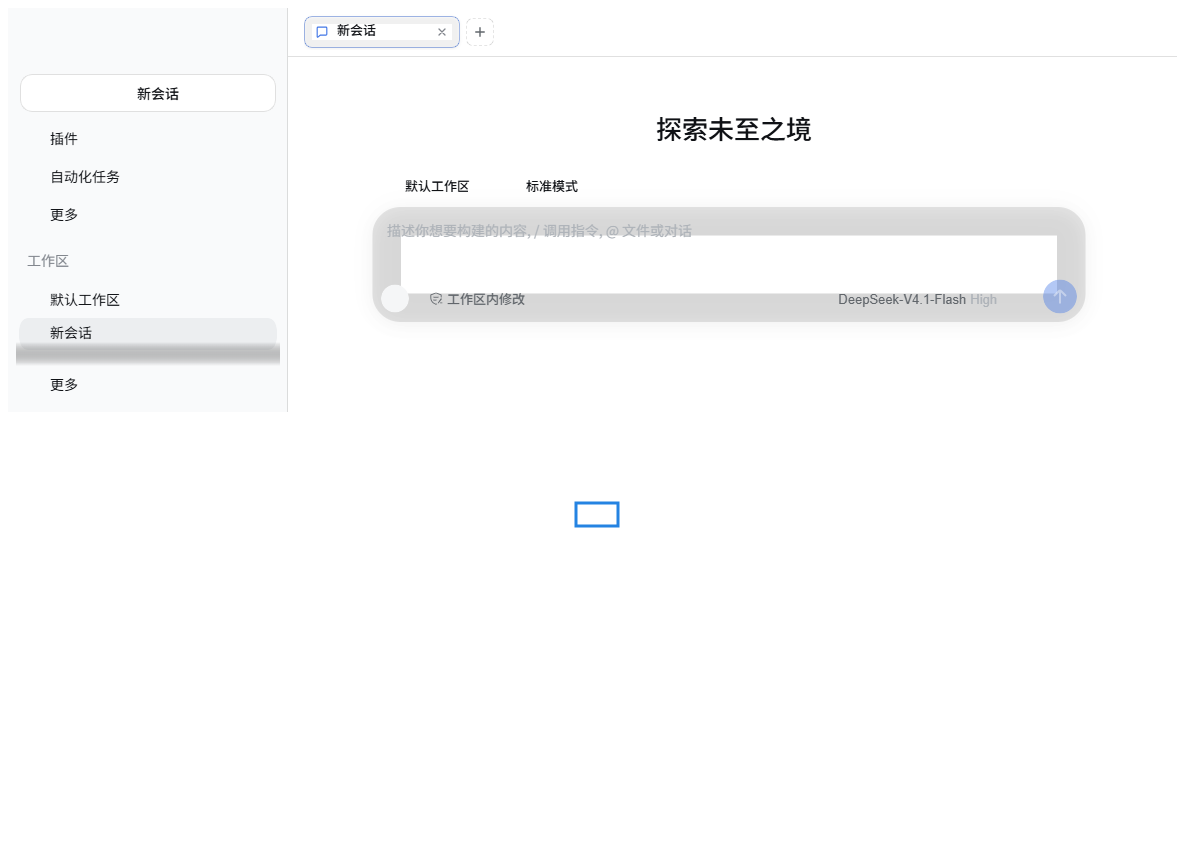 新会话
新会话
插件
自动化任务
更多
工作区
默认工作区
新会话
更多
探索未至之境
默认工作区 标准模式
描述你想要构建的内容, / 调用指令, @ 文件或对话
工作区内修改 DeepSeek-V4.1-Flash High